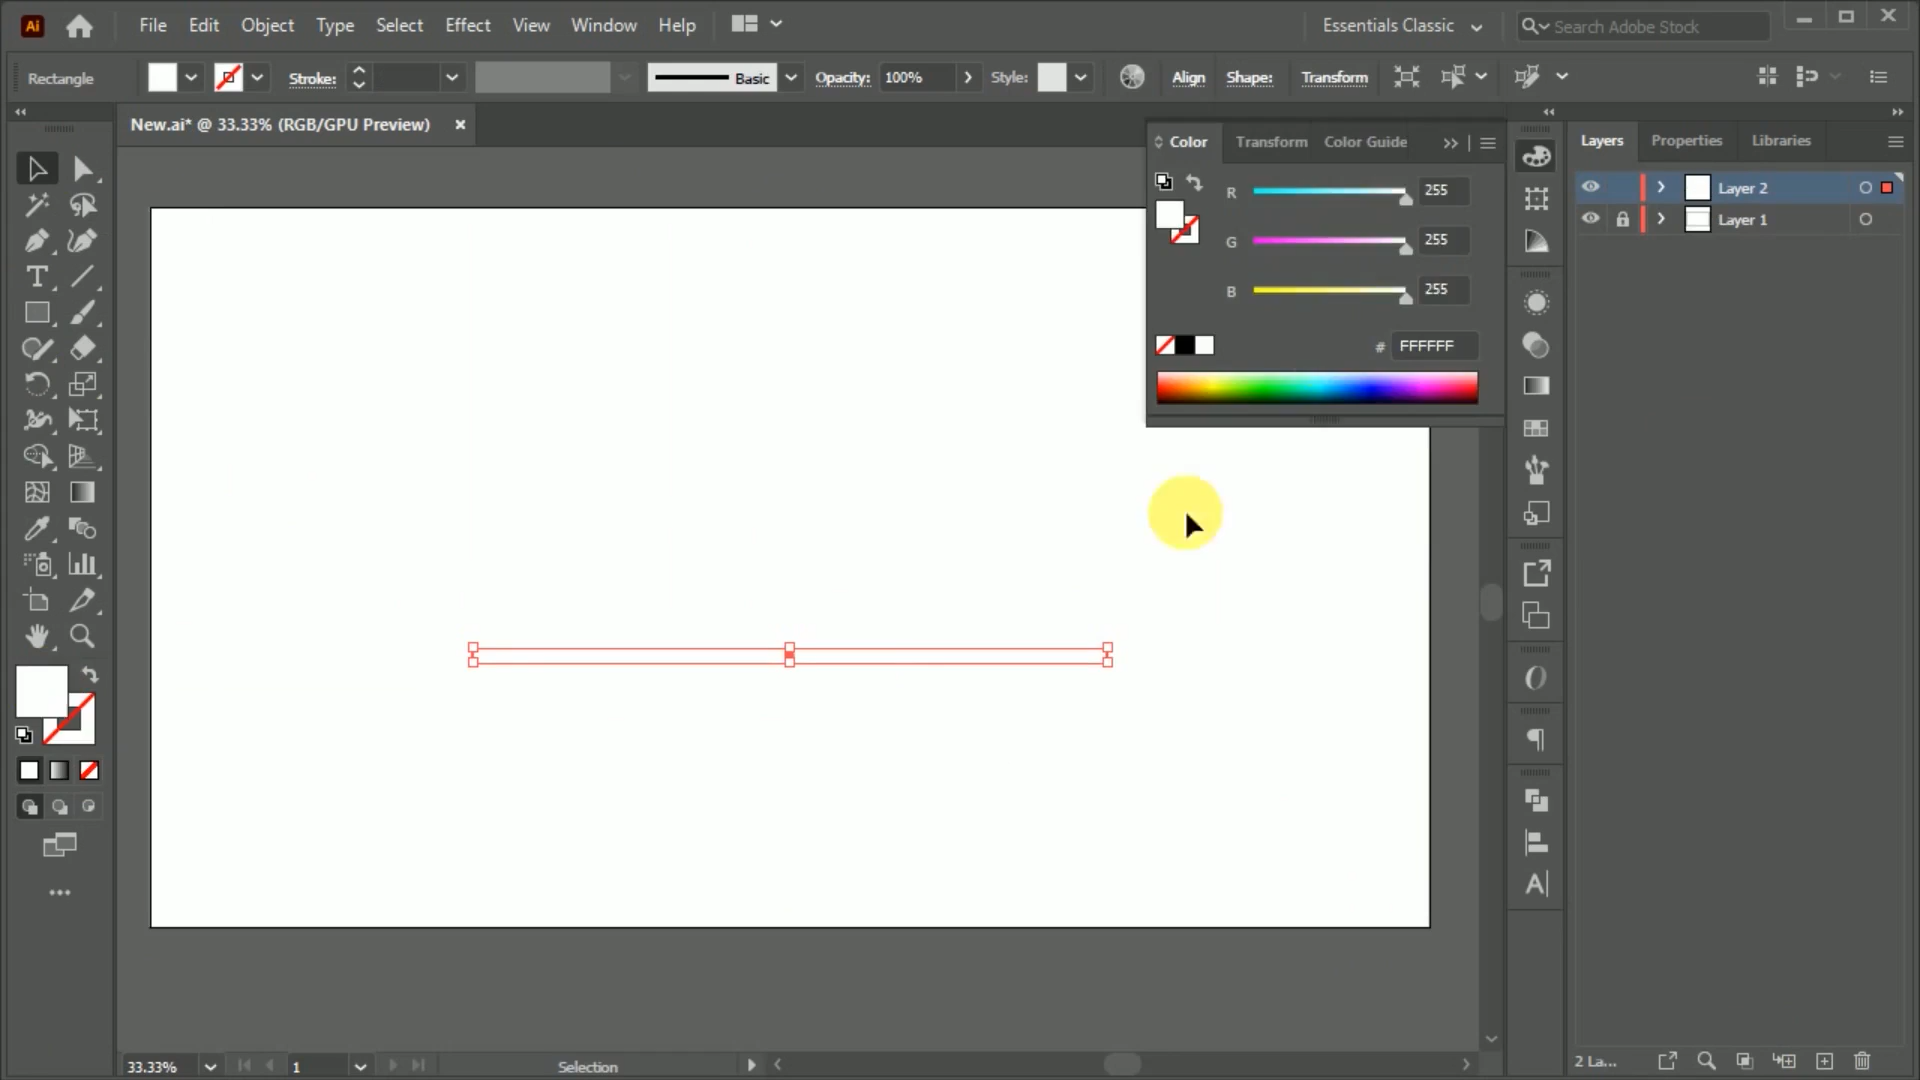 Ai File Edit Object Type Select Effect View Window Help Essentials Classic Search Adobe Stock
Rectangle Stroke: Basic Opacity: 100% Style: Align Shape: Transform
New.ai* @ 33.33% (RGB/GPU Preview)
Color Transform Color Guide
R 255
G 255
B 255
# FFFFFF
Layers Properties Libraries
Layer 2
Layer 1
33.33% 1 Selection
2 La...